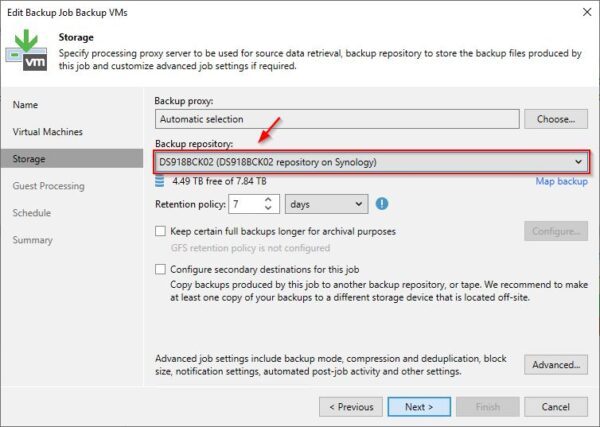 Edit Backup Job Backup VMs
Storage
Specify processing proxy server to be used for source data retrieval, backup repository to store the backup files produced by
this job and customize advanced job settings if required.
vm
Name
Virtual Machines
Storage
Guest Processing
Schedule
Summary
Backup proxy:
Automatic selection
Choose...
Backup repository:
DS918BCK02 (DS918BCK02 repository on Synology)
4.49 TB free of 7.84 TB
Map backup
Retention policy: 7 days
Keep certain full backups longer for archival purposes
Configure...
GFS retention policy is not configured
Configure secondary destinations for this job
Copy backups produced by this job to another backup repository, or tape. We recommend to make
at least one copy of your backups to a different storage device that is located off-site.
Advanced job settings include backup mode, compression and deduplication, block
size, notification settings, automated post-job activity and other settings.
Advanced...
< Previous
Next >
Finish
Cancel